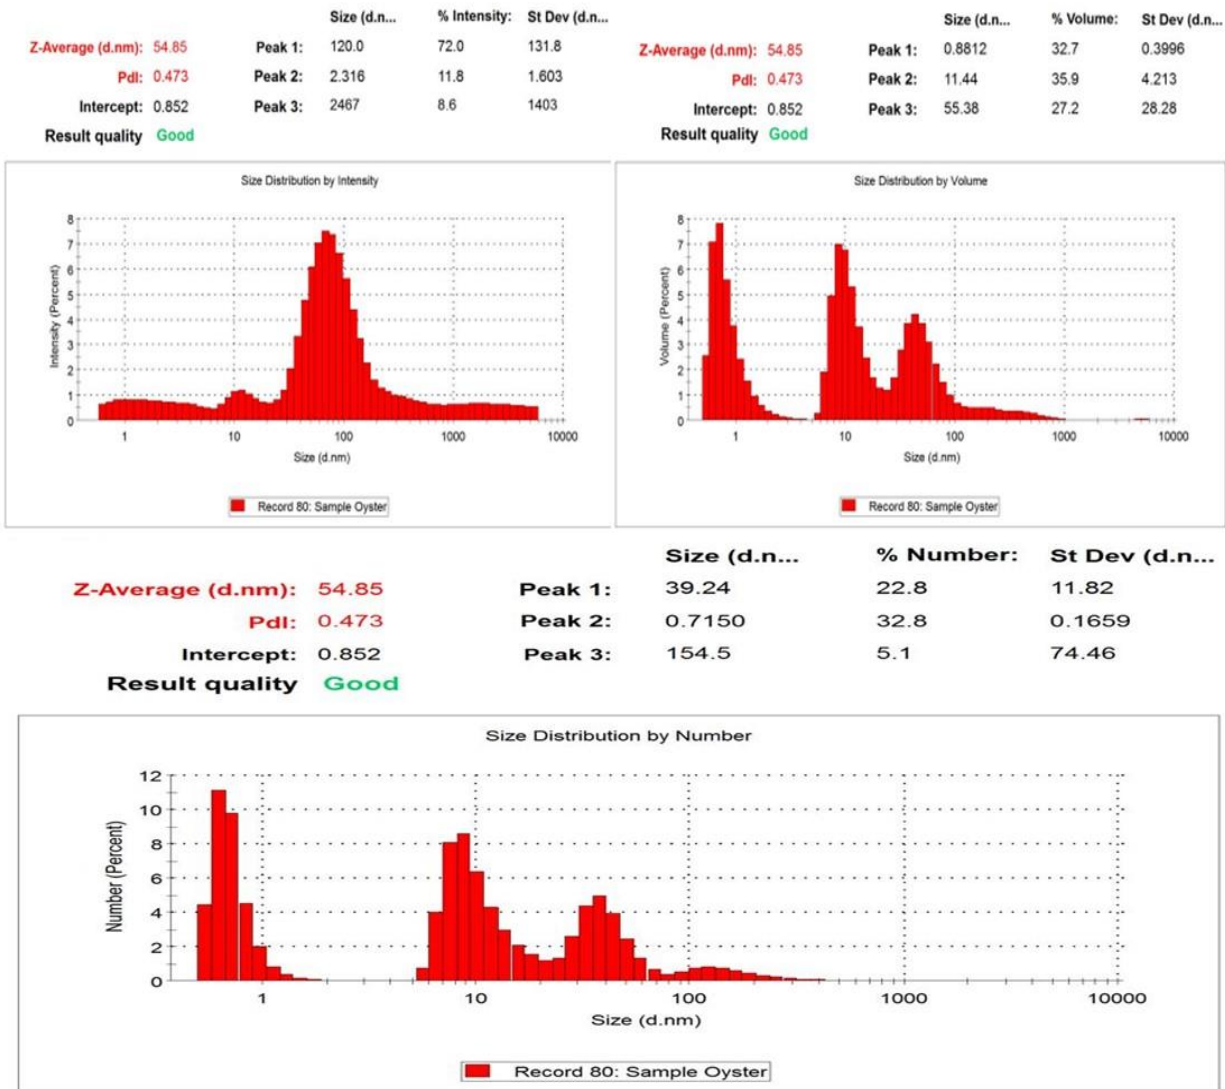 Size (d.n... % Intensity: St Dev (d.n...
Z-Average (d.nm): 54.85 Peak 1: 120.0 72.0 131.8
PdI: 0.473 Peak 2: 2.316 11.8 1.603
Intercept: 0.852 Peak 3: 2467 8.6 1403
Result quality Good
Size Distribution by Intensity
Intensity (Percent)
8
7
6
5
4
3
2
1
0
1 10 100 1000 10000
Size (d.nm)
Record 80: Sample Oyster
Size (d.n... % Volume: St Dev (d.n...
Z-Average (d.nm): 54.85 Peak 1: 0.8812 32.7 0.3996
PdI: 0.473 Peak 2: 11.44 35.9 4.213
Intercept: 0.852 Peak 3: 55.38 27.2 28.28
Result quality Good
Size Distribution by Volume
Volume (Percent)
8
7
6
5
4
3
2
1
0
1 10 100 1000 10000
Size (d.nm)
Record 80: Sample Oyster
Size (d.n... % Number: St Dev (d.n...
Z-Average (d.nm): 54.85 Peak 1: 39.24 22.8 11.82
PdI: 0.473 Peak 2: 0.7150 32.8 0.1659
Intercept: 0.852 Peak 3: 154.5 5.1 74.46
Result quality Good
Size Distribution by Number
Number (Percent)
12
10
8
6
4
2
0
1 10 100 1000 10000
Size (d.nm)
Record 80: Sample Oyster